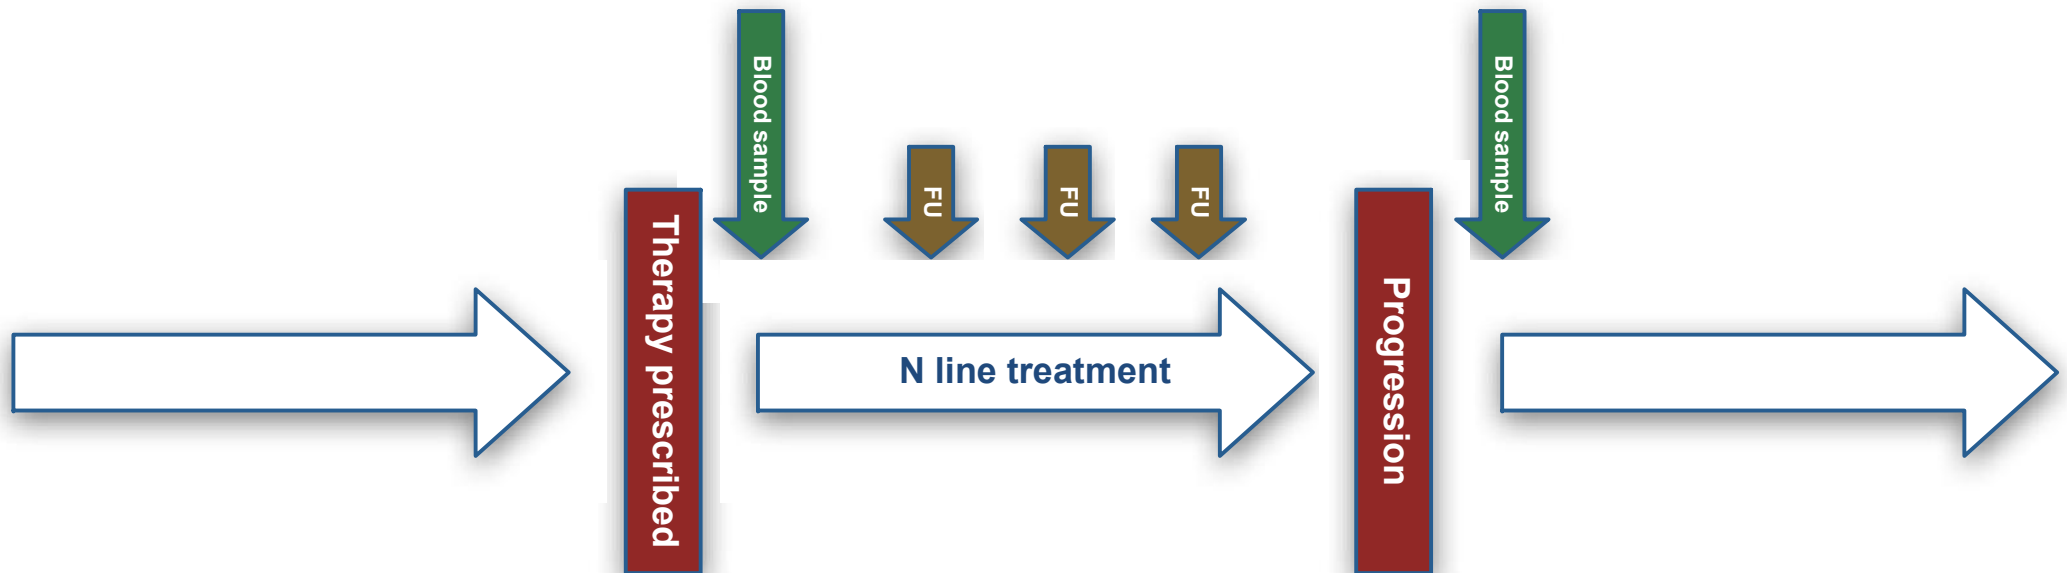 Blood sample
Blood sample
FU
FU
FU
Therapy prescribed
N line treatment
Progression